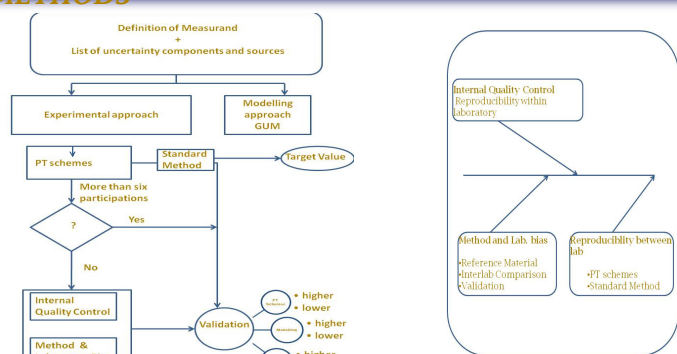 METHODS
Definition of Measurand
+
List of uncertainty components and sources
Experimental approach
Modelling
approach
GUM
PT schemes
Standard
Method
Target Value
More than six
participations
?
Yes
No
Internal
Quality Control
Method &
Validation
PT
• higher
• lower
• higher
• lower
• higher
Internal Quality Control
Reproducibility within
laboratory
Method and Lab. bias
•Reference Material
•Interlab Comparison
•Validation
Reproduciblity between
lab
•PT schemes
•Standard Method